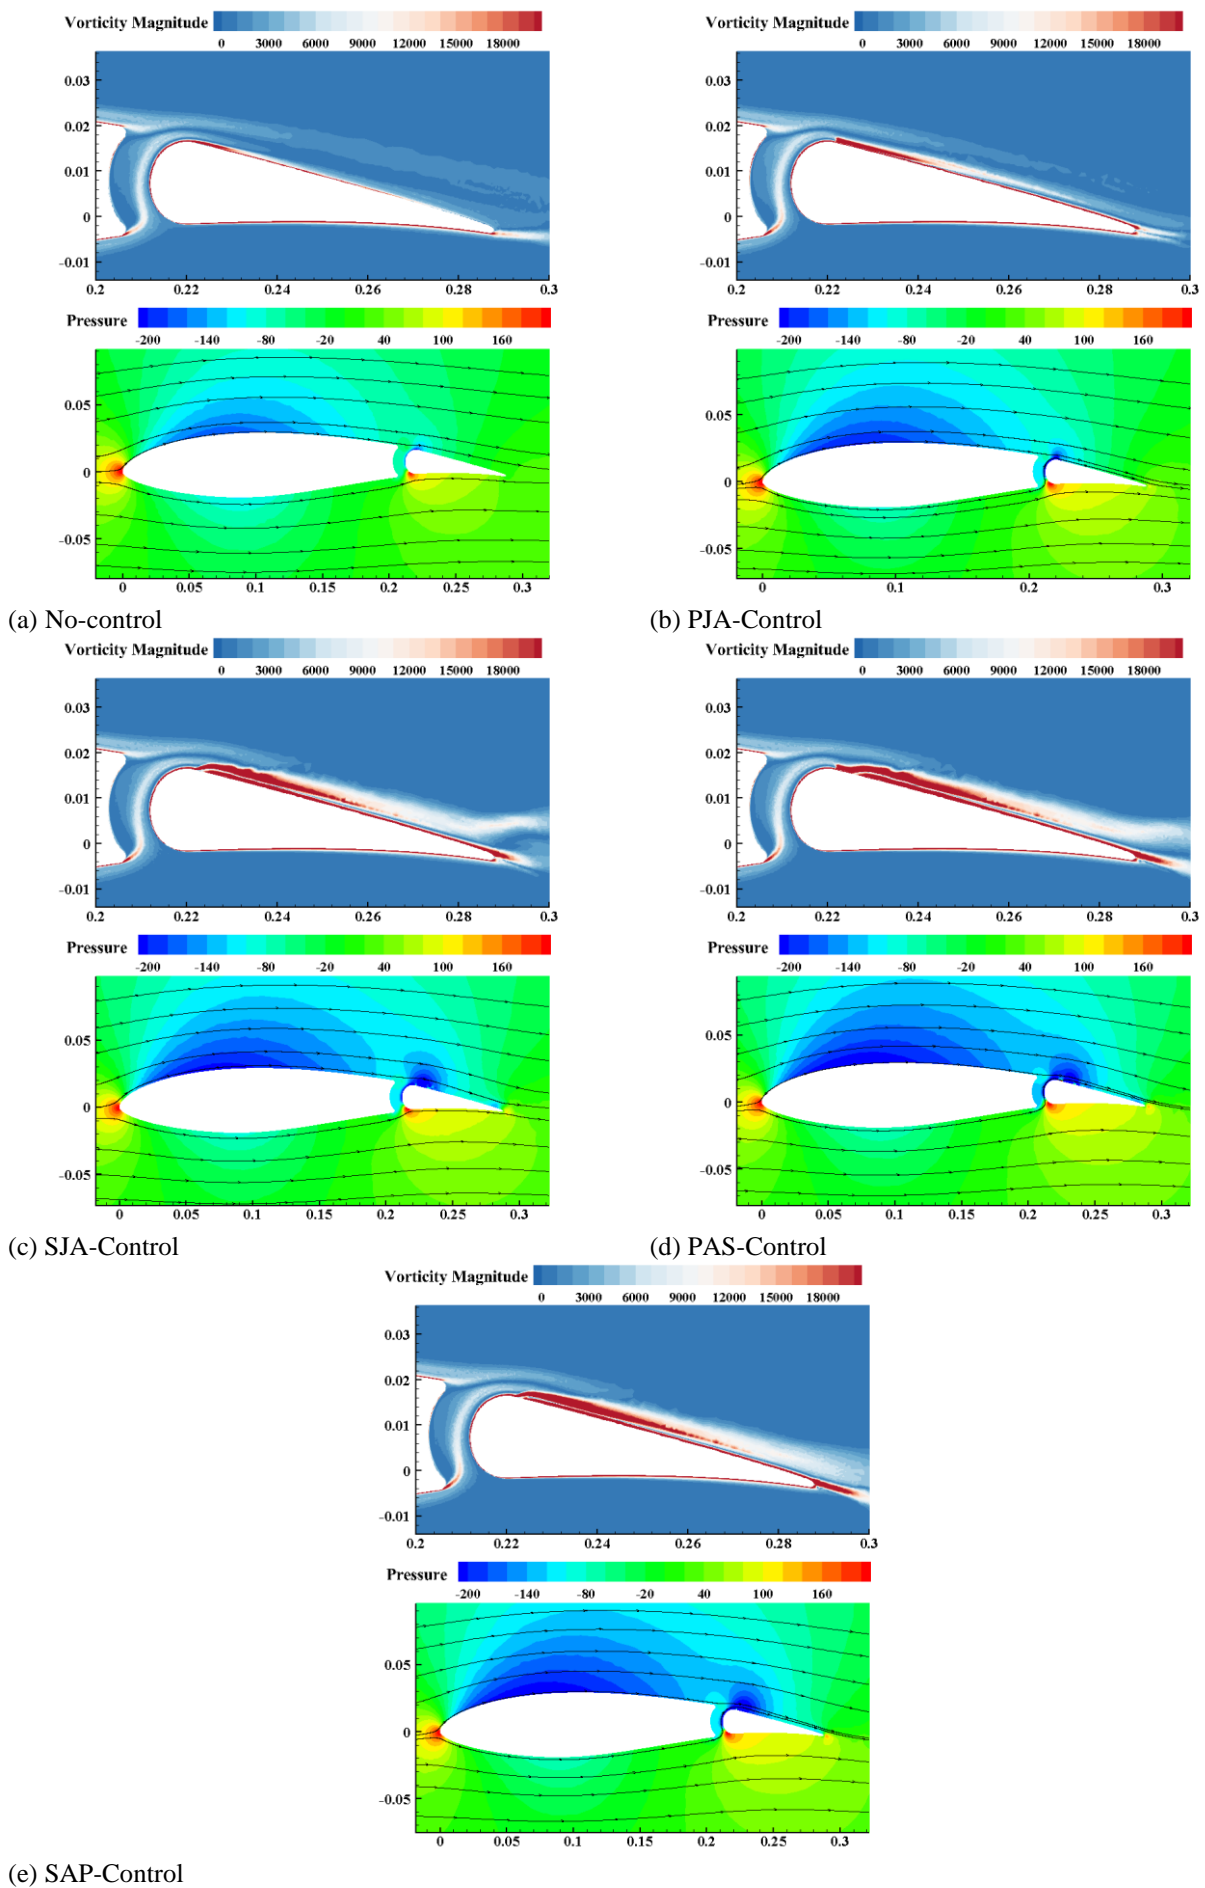 Vorticity Magnitude
0 3000 6000 9000 12000 15000 18000
0.03
0.02
0.01
0
-0.01
0.2 0.22 0.24 0.26 0.28 0.3
Pressure
-200 -140 -80 -20 40 100 160
0.05
0
-0.05
0 0.05 0.1 0.15 0.2 0.25 0.3
(a) No-control
Vorticity Magnitude
0 3000 6000 9000 12000 15000 18000
0.03
0.02
0.01
0
-0.01
0.2 0.22 0.24 0.26 0.28 0.3
Pressure
-200 -140 -80 -20 40 100 160
0.05
0
-0.05
0 0.1 0.2 0.3
(b) PJA-Control
Vorticity Magnitude
0 3000 6000 9000 12000 15000 18000
0.03
0.02
0.01
0
-0.01
0.2 0.22 0.24 0.26 0.28 0.3
Pressure
-200 -140 -80 -20 40 100 160
0.05
0
-0.05
0 0.05 0.1 0.15 0.2 0.25 0.3
(c) SJA-Control
Vorticity Magnitude
0 3000 6000 9000 12000 15000 18000
0.03
0.02
0.01
0
-0.01
0.2 0.22 0.24 0.26 0.28 0.3
Pressure
-200 -140 -80 -20 40 100 160
0.05
0
-0.05
0 0.05 0.1 0.15 0.2 0.25 0.3
(d) PAS-Control
Vorticity Magnitude
0 3000 6000 9000 12000 15000 18000
0.03
0.02
0.01
0
-0.01
0.2 0.22 0.24 0.26 0.28 0.3
Pressure
-200 -140 -80 -20 40 100 160
0.05
0
-0.05
0 0.05 0.1 0.15 0.2 0.25 0.3
(e) SAP-Control